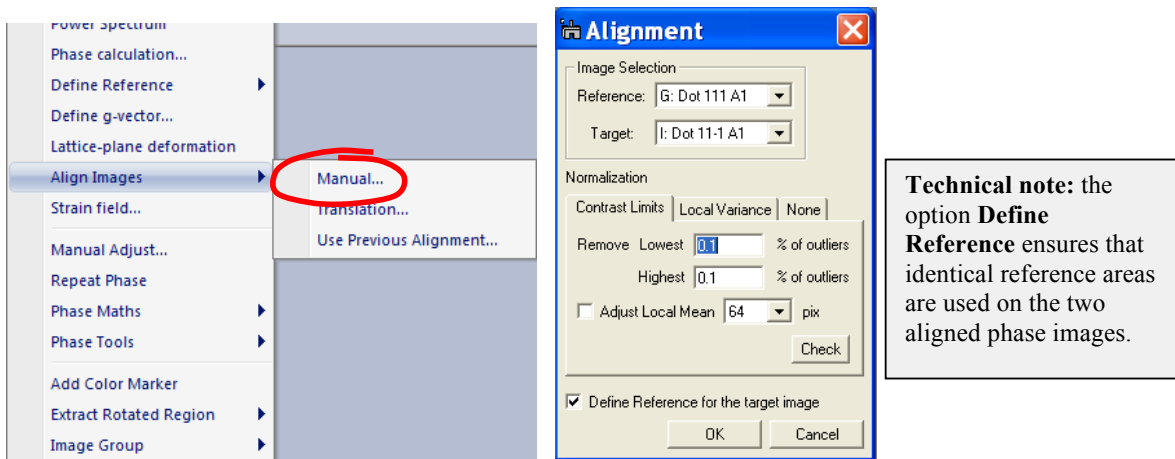 Power Spectrum
Phase calculation...
Define Reference
Define g-vector...
Lattice-plane deformation
Align Images
Strain field...
Manual Adjust...
Repeat Phase
Phase Maths
Phase Tools
Add Color Marker
Extract Rotated Region
Image Group
Manual...
Translation...
Use Previous Alignment...
Alignment
Image Selection
Reference: G: Dot 111 A1
Target: I: Dot 11-1 A1
Normalization
Contrast Limits Local Variance None
Remove Lowest 0.1 % of outliers
Highest 0.1 % of outliers
Adjust Local Mean 64 pix
Check
Define Reference for the target image
OK Cancel
Technical note: the
option Define
Reference ensures that
identical reference areas
are used on the two
aligned phase images.